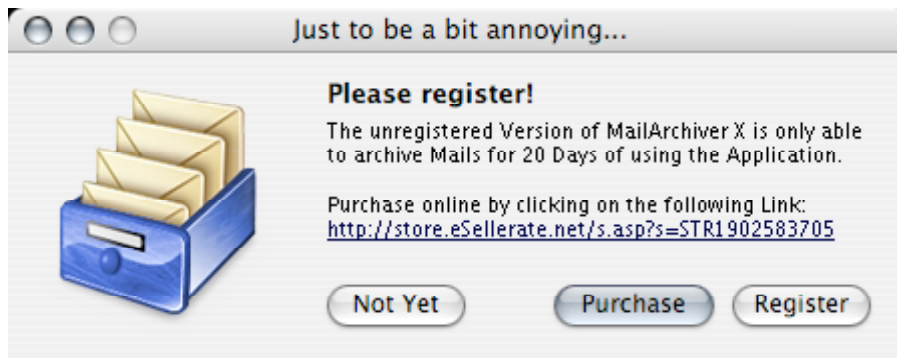 Just to be a bit annoying...
Please register!
The unregistered Version of MailArchiver X is only able
to archive Mails for 20 Days of using the Application.
Purchase online by clicking on the following Link:
http://store.eSellerate.net/s.asp?s=STR1902583705
Not Yet
Purchase
Register